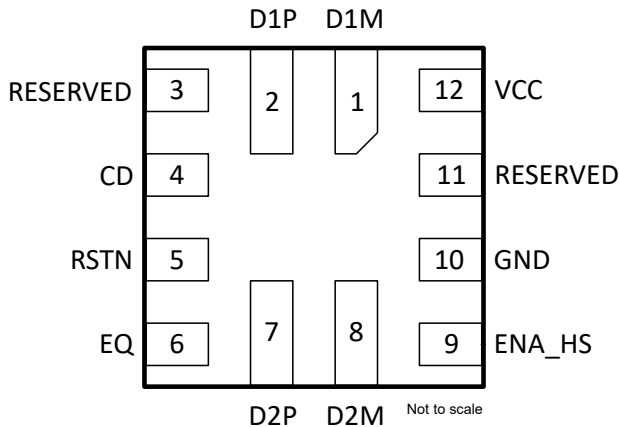 D1P D1M
RESERVED 3 2 1 12 VCC
CD 4 11 RESERVED
RSTN 5 10 GND
EQ 6 7 8 9 ENA_HS
D2P D2M Not to scale